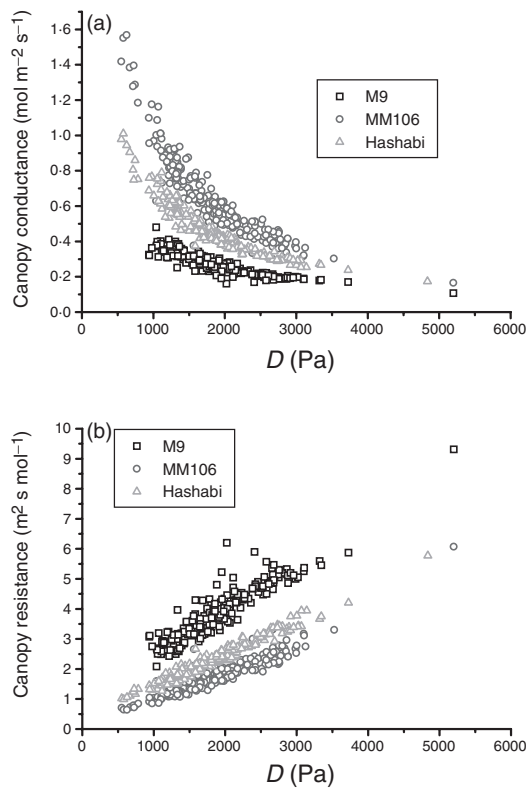 (a)
Canopy conductance (mol m⁻² s⁻¹)
1·6
1·4
1·2
1·0
0·8
0·6
0·4
0·2
0·0
M9
MM106
Hashabi
0 1000 2000 3000 4000 5000 6000
D (Pa)
(b)
Canopy resistance (m² s mol⁻¹)
10
9
8
7
6
5
4
3
2
1
0
M9
MM106
Hashabi
0 1000 2000 3000 4000 5000 6000
D (Pa)